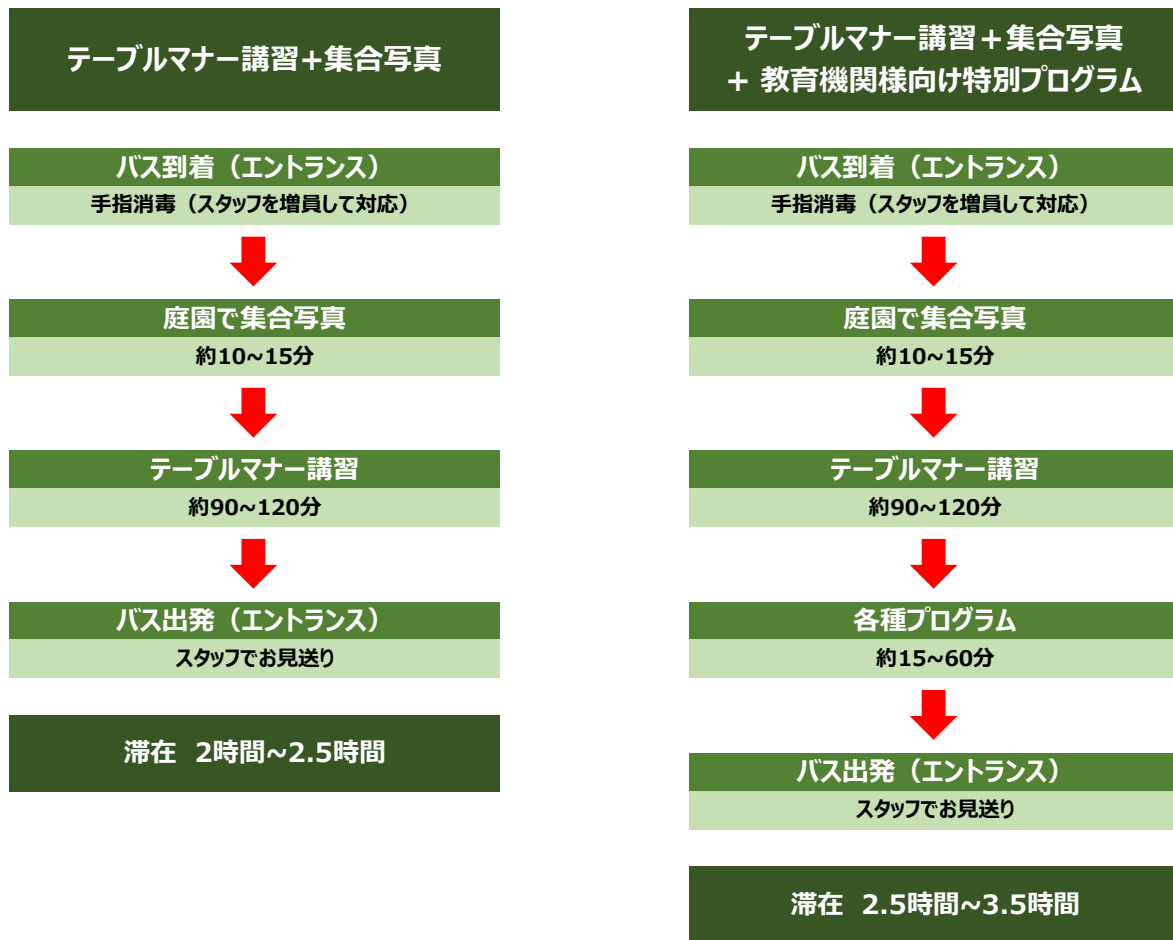 テーブルマナー講習+集合写真
バス到着（エントランス）
手指消毒（スタッフを増員して対応）
庭園で集合写真
約10~15分
テーブルマナー講習
約90~120分
バス出発（エントランス）
スタッフでお見送り
滞在 2時間~2.5時間
テーブルマナー講習＋集合写真
+ 教育機関様向け特別プログラム
バス到着（エントランス）
手指消毒（スタッフを増員して対応）
庭園で集合写真
約10~15分
テーブルマナー講習
約90~120分
各種プログラム
約15~60分
バス出発（エントランス）
スタッフでお見送り
滞在 2.5時間~3.5時間